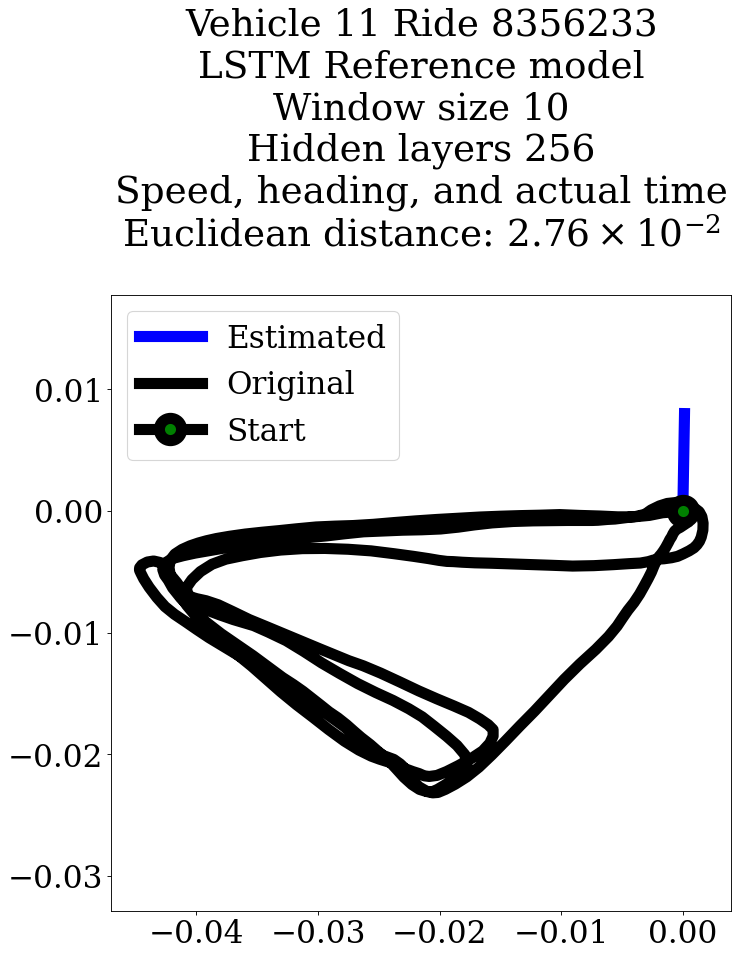 Vehicle 11 Ride 8356233
LSTM Reference model
Window size 10
Hidden layers 256
Speed, heading, and actual time
Euclidean distance: 2.76 × 10⁻²
Estimated
Original
Start
0.01
0.00
−0.01
−0.02
−0.03
−0.04
−0.03
−0.02
−0.01
0.00